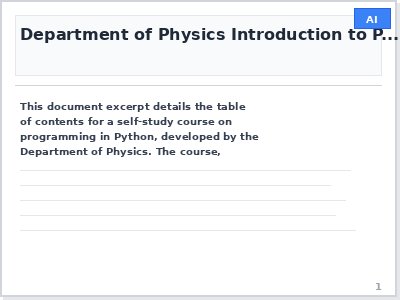 AI
Department of Physics Introduction to P...
This document excerpt details the table
of contents for a self-study course on
programming in Python, developed by the
Department of Physics. The course,
1